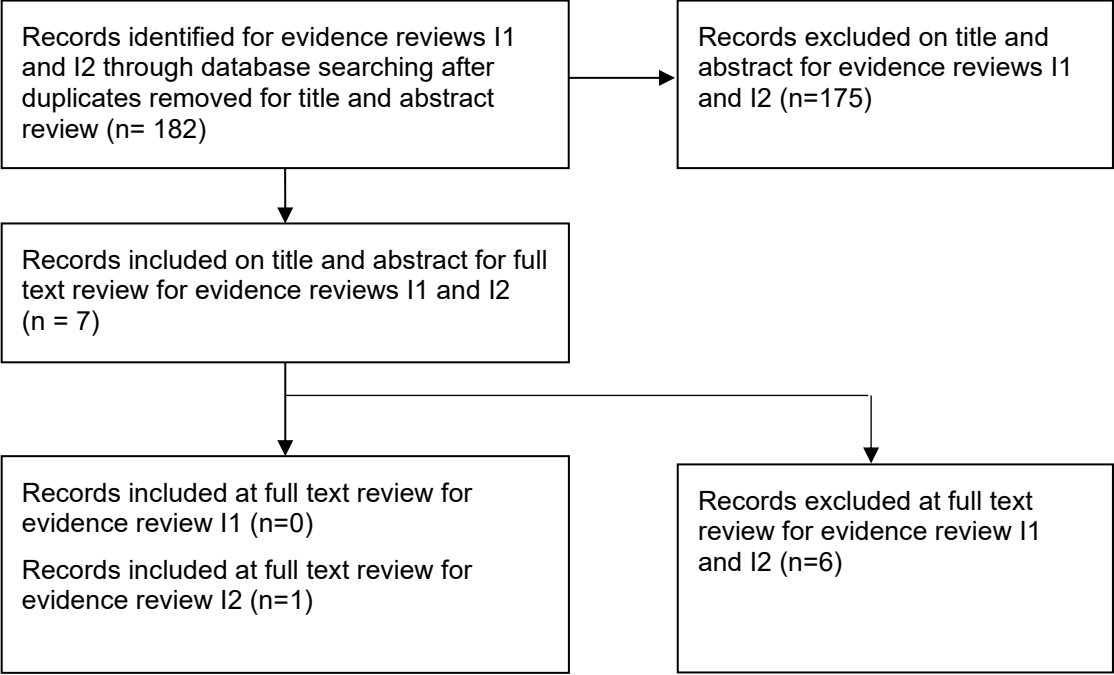 Records identified for evidence reviews I1
and I2 through database searching after
duplicates removed for title and abstract
review (n= 182)
Records excluded on title and
abstract for evidence reviews I1
and I2 (n=175)
Records included on title and abstract for full
text review for evidence reviews I1 and I2
(n = 7)
Records included at full text review for
evidence review I1 (n=0)
Records included at full text review for
evidence review I2 (n=1)
Records excluded at full text
review for evidence review I1
and I2 (n=6)